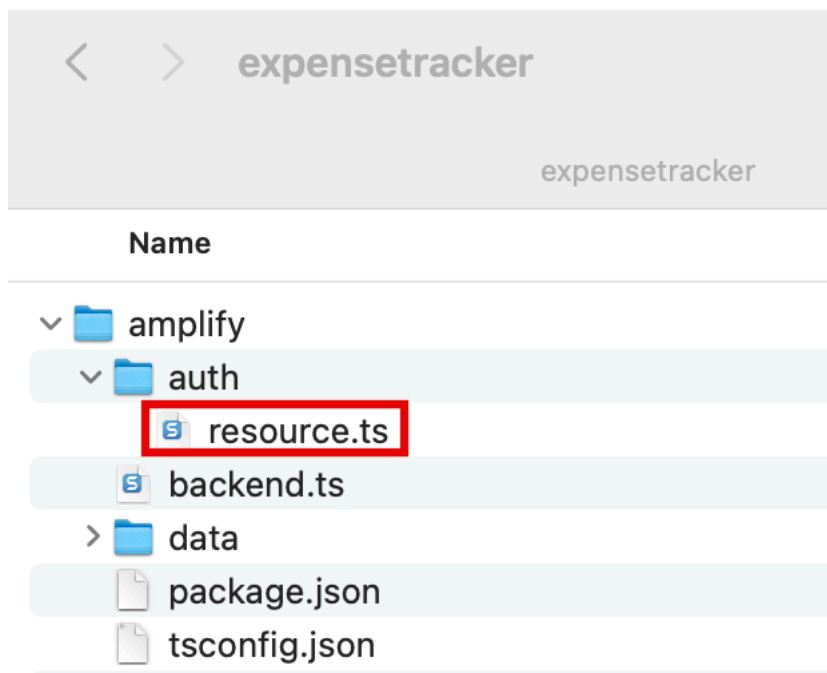 expensetracker
expensetracker
Name
amplify
auth
resource.ts
backend.ts
data
package.json
tsconfig.json